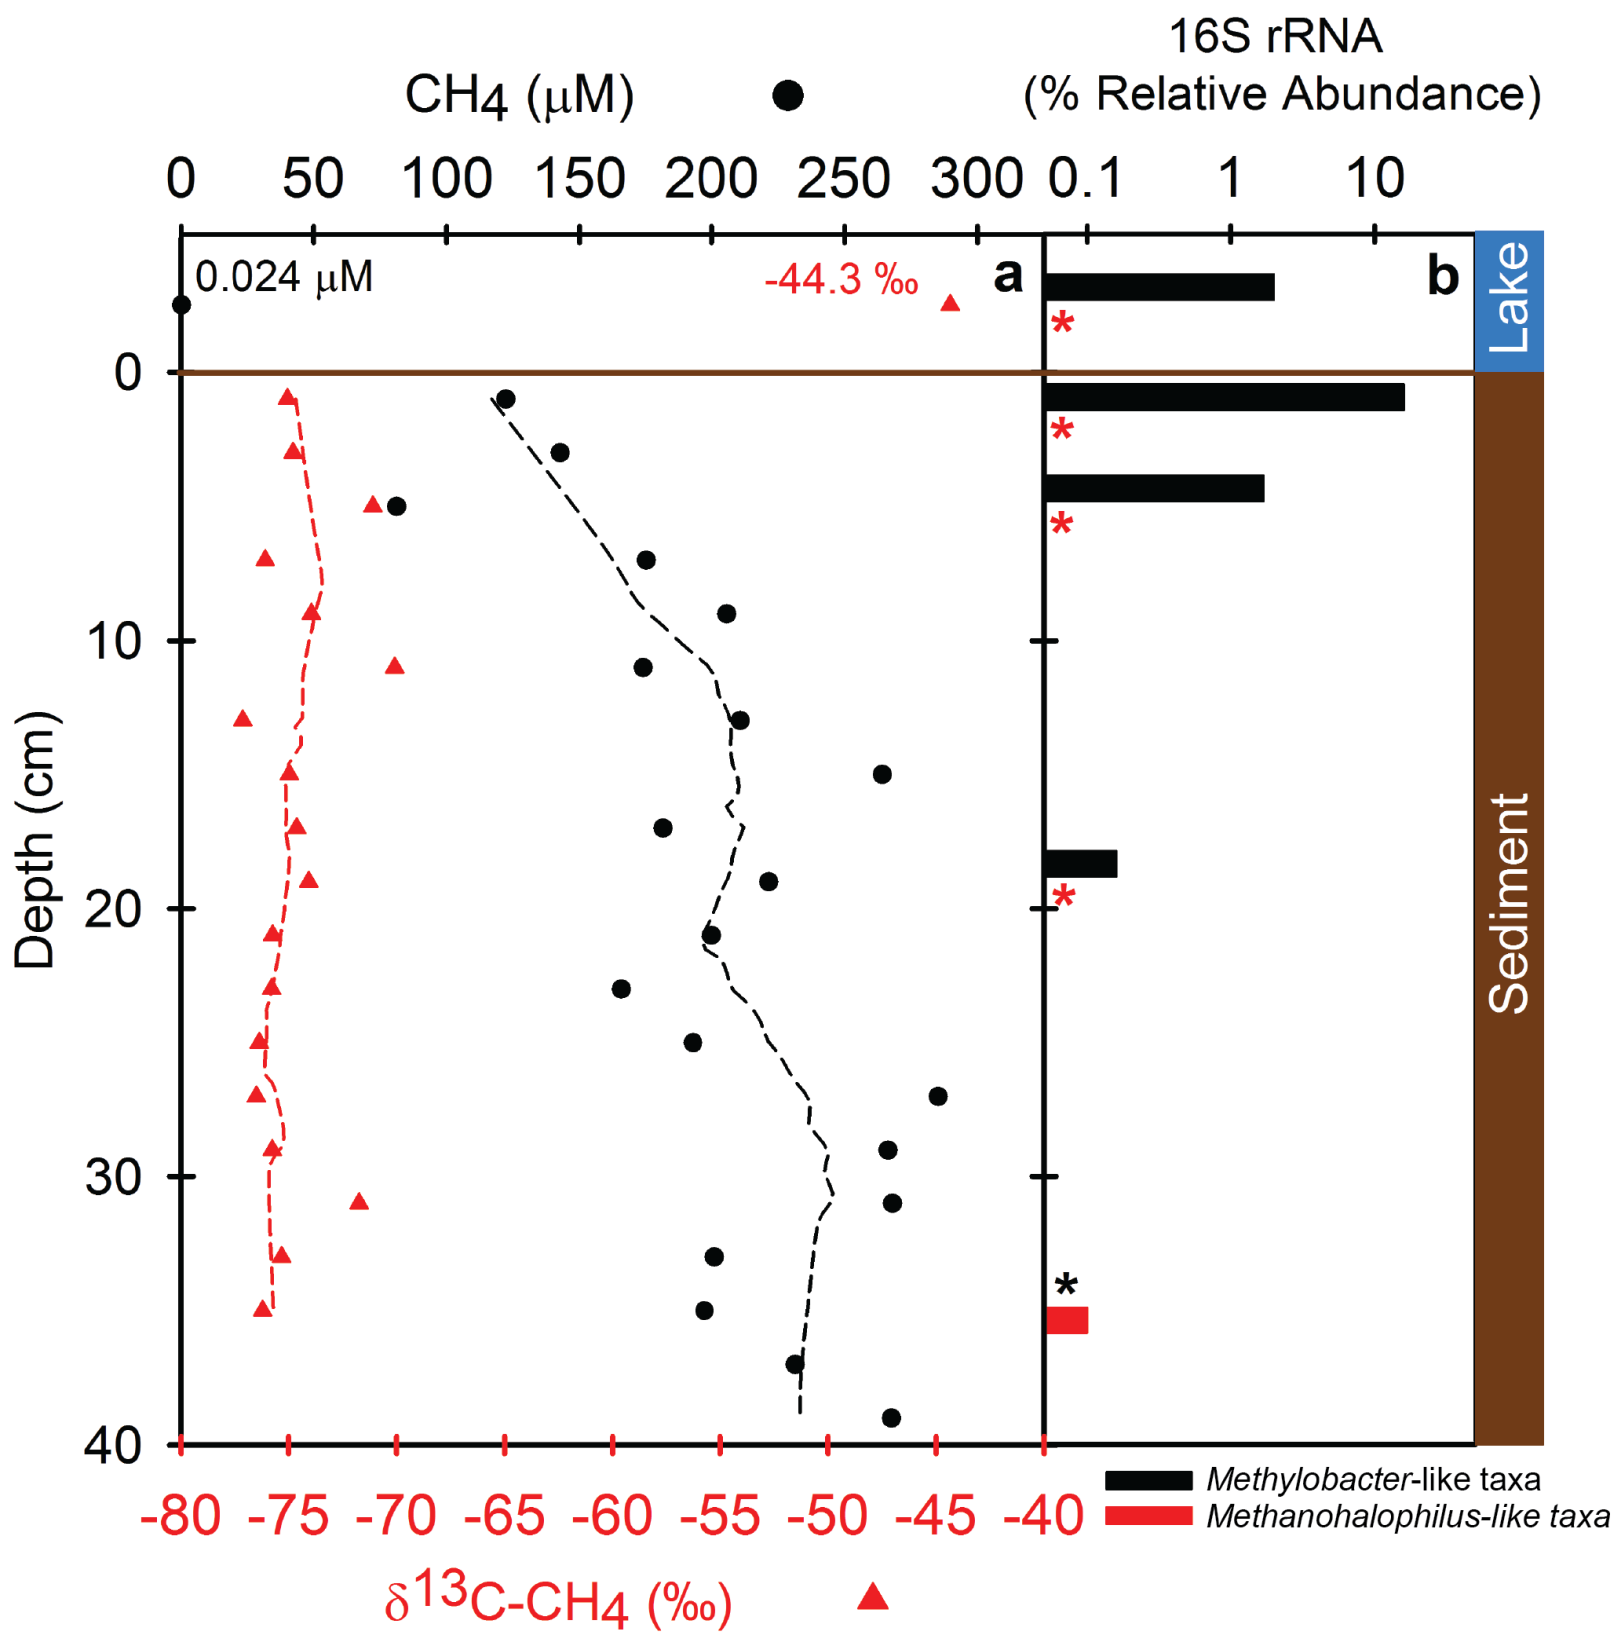 16S rRNA
CH4 (μM) (% Relative Abundance)
0 50 100 150 200 250 300 0.1 1 10
0.024 μM -44.3 ‰ a b
Lake
*
0
*
*
10
Depth (cm)
Sediment
*
20
30
*
40
-80 -75 -70 -65 -60 -55 -50 -45 -40
Methylobacter-like taxa
Methanohalophilus-like taxa
δ13C-CH4 (‰)